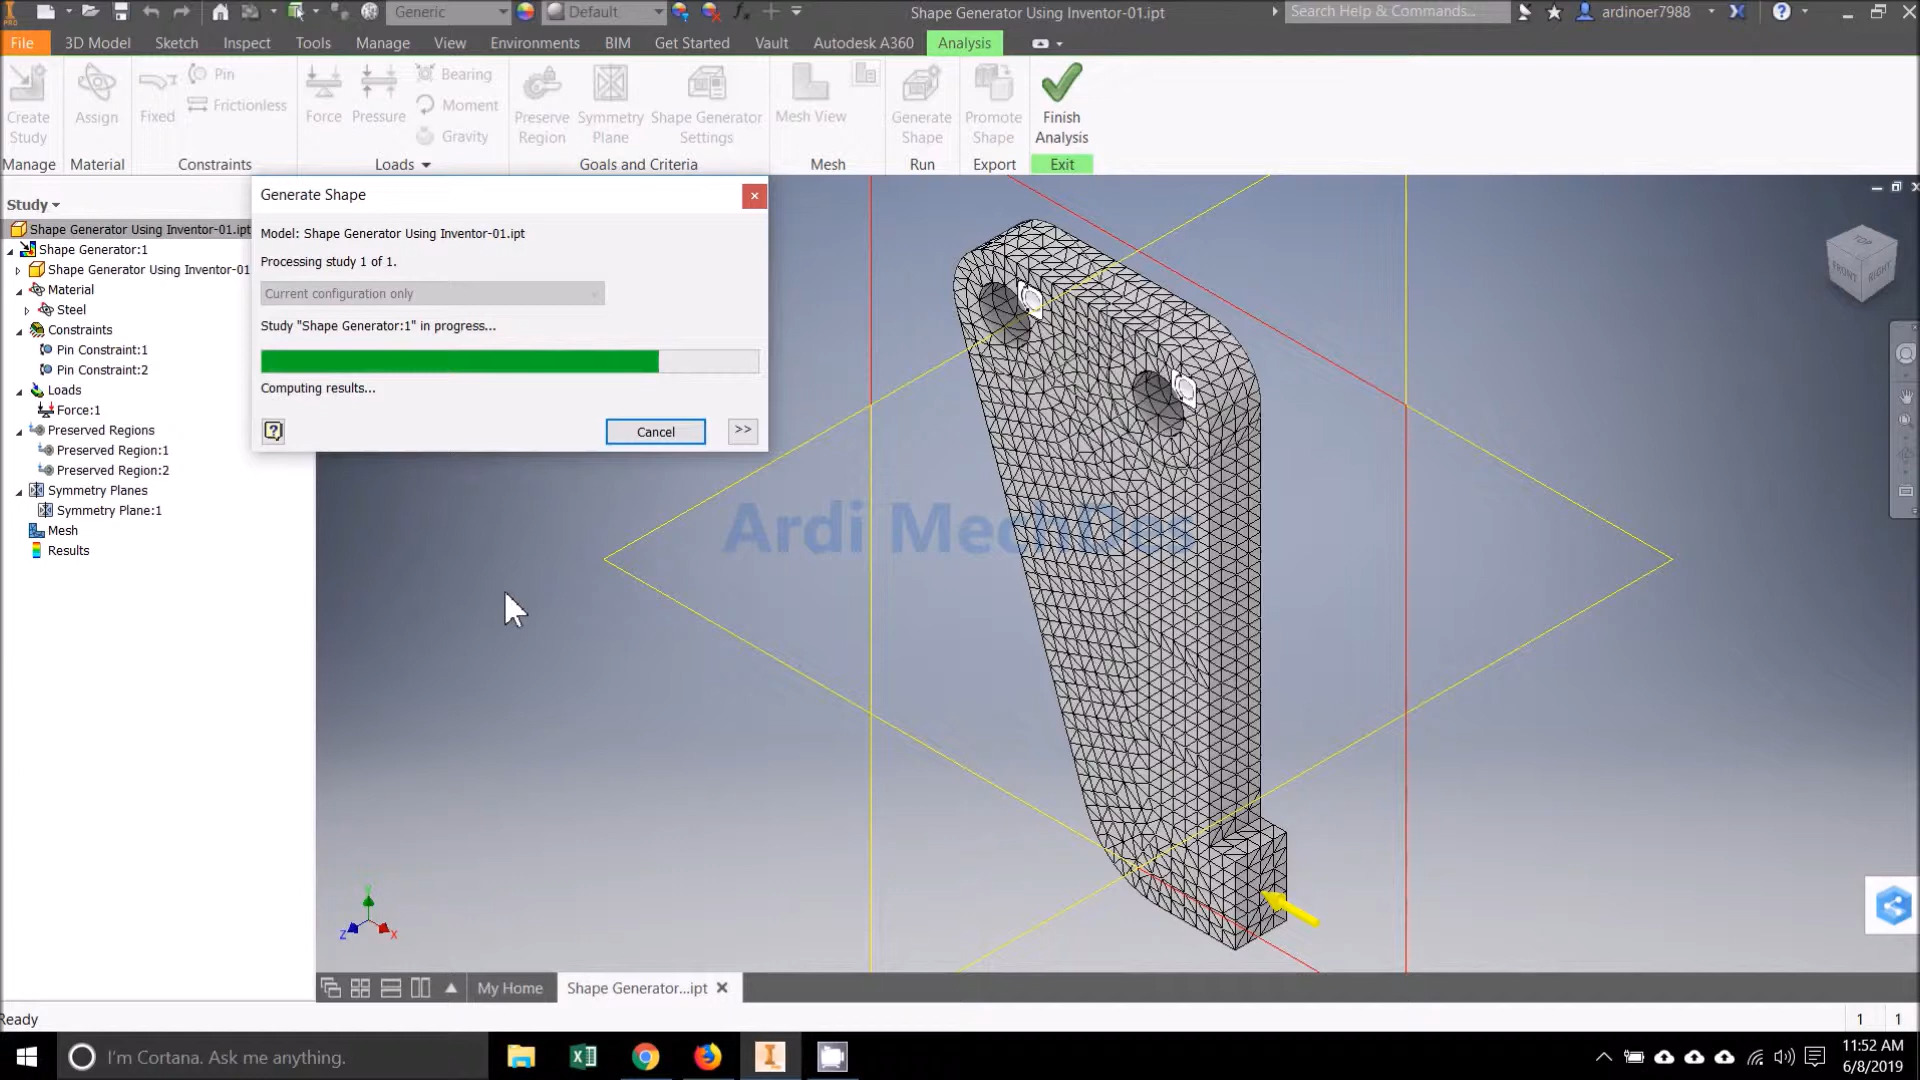 PRO
Generic
Default
Shape Generator Using Inventor-01.ipt
Search Help & Commands...
ardinoer7988
File
3D Model
Sketch
Inspect
Tools
Manage
View
Environments
BIM
Get Started
Vault
Autodesk A360
Analysis
Create Study
Assign
Fixed
Pin
Frictionless
Force
Pressure
Bearing
Moment
Gravity
Preserve Region
Symmetry Plane
Shape Generator Settings
Mesh View
Generate Shape
Promote Shape
Finish Analysis
Manage
Material
Constraints
Loads
Goals and Criteria
Mesh
Run
Export
Exit
Study
Shape Generator Using Inventor-01.ipt
Shape Generator:1
Shape Generator Using Inventor-01
Material
Steel
Constraints
Pin Constraint:1
Pin Constraint:2
Loads
Force:1
Preserved Regions
Preserved Region:1
Preserved Region:2
Symmetry Planes
Symmetry Plane:1
Mesh
Results
Generate Shape
Model: Shape Generator Using Inventor-01.ipt
Processing study 1 of 1.
Current configuration only
Study "Shape Generator:1" in progress...
Computing results...
Cancel
>>
TOP
FRONT
RIGHT
Ardi MechDes
Z
X
My Home
Shape Generator...ipt
Ready
1
1
I'm Cortana. Ask me anything.
11:52 AM
6/8/2019